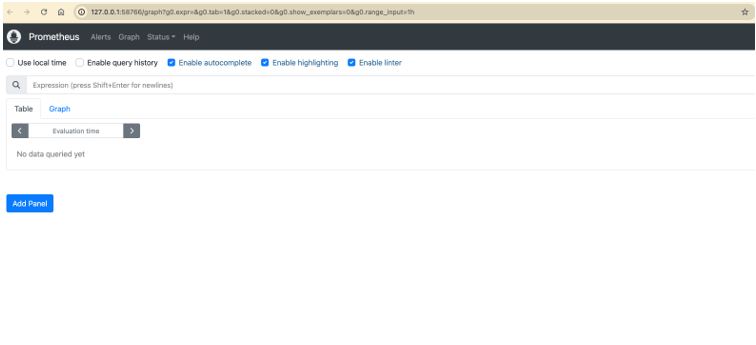 127.0.0.1:58766/graph?g0.expr=&g0.tab=1&g0.stacked=0&g0.show_exemplars=0&g0.range_input=1h
Prometheus Alerts Graph Status Help
Use local time Enable query history Enable autocomplete Enable highlighting Enable linter
Expression (press Shift+Enter for newlines)
Table Graph
Evaluation time
No data queried yet
Add Panel